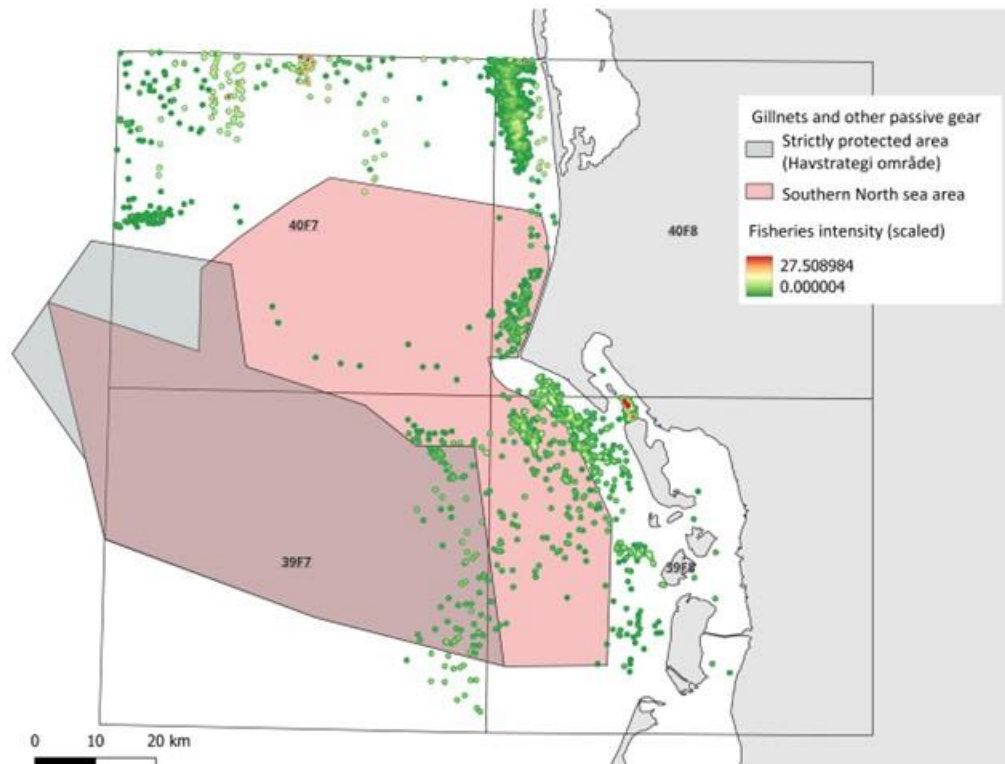 Gillnets and other passive gear
Strictly protected area
(Havstrategi område)
Southern North sea area
Fisheries intensity (scaled)
27.508984
0.000004
40F7
40F8
39F7
39F8
0 10 20 km